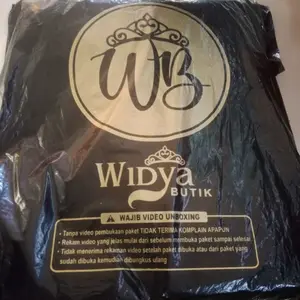 WB
Widya
BUTIK
WAJIB VIDEO UNBOXING
- Tanpa video pembukaan paket TIDAK TERIMA KOMPLAIN APAPUN
- Rekam video yang jelas mulai dari sebelum membuka paket sampai selesai
- Tidak menerima rekaman video setelah paket dibuka atau dari paket yang
sudah dibuka kemudian dibungkus ulang